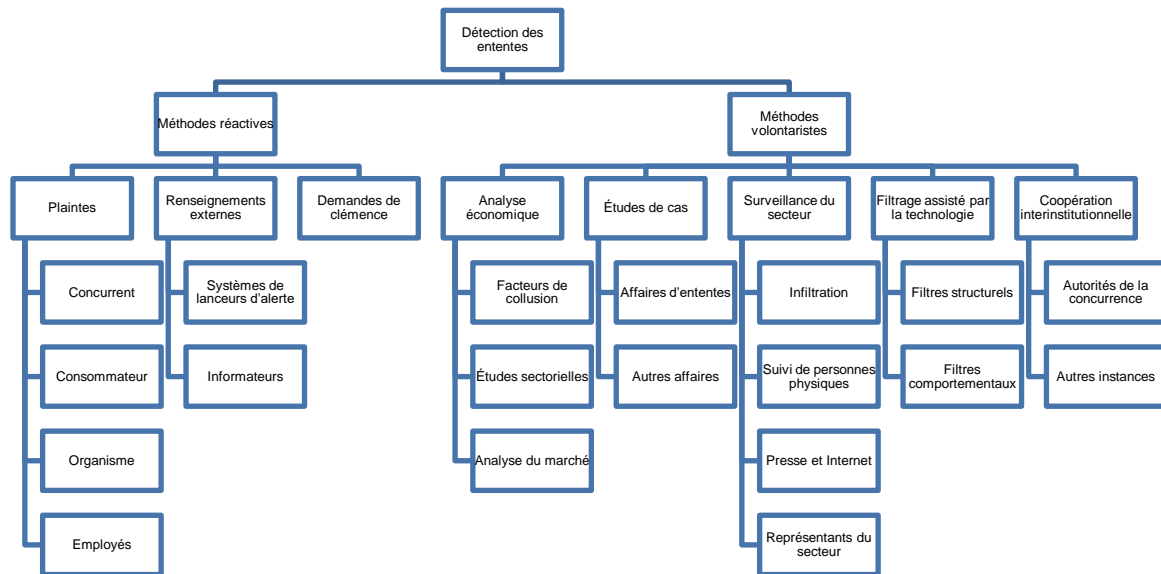 Détection des
ententes
Méthodes réactives
Méthodes
volontaristes
Plaintes
Renseignements
externes
Demandes de
clémence
Analyse
économique
Études de cas
Surveillance du
secteur
Filtrage assisté par
la technologie
Coopération
interinstitutionnelle
Concurrent
Systèmes de
lanceurs d'alerte
Facteurs de
collusion
Affaires d'ententes
Infiltration
Filtres structurels
Autorités de la
concurrence
Consommateur
Informateurs
Études sectorielles
Autres affaires
Suivi de personnes
physiques
Filtres
comportementaux
Autres instances
Organisme
Analyse du marché
Presse et Internet
Employés
Représentants du
secteur